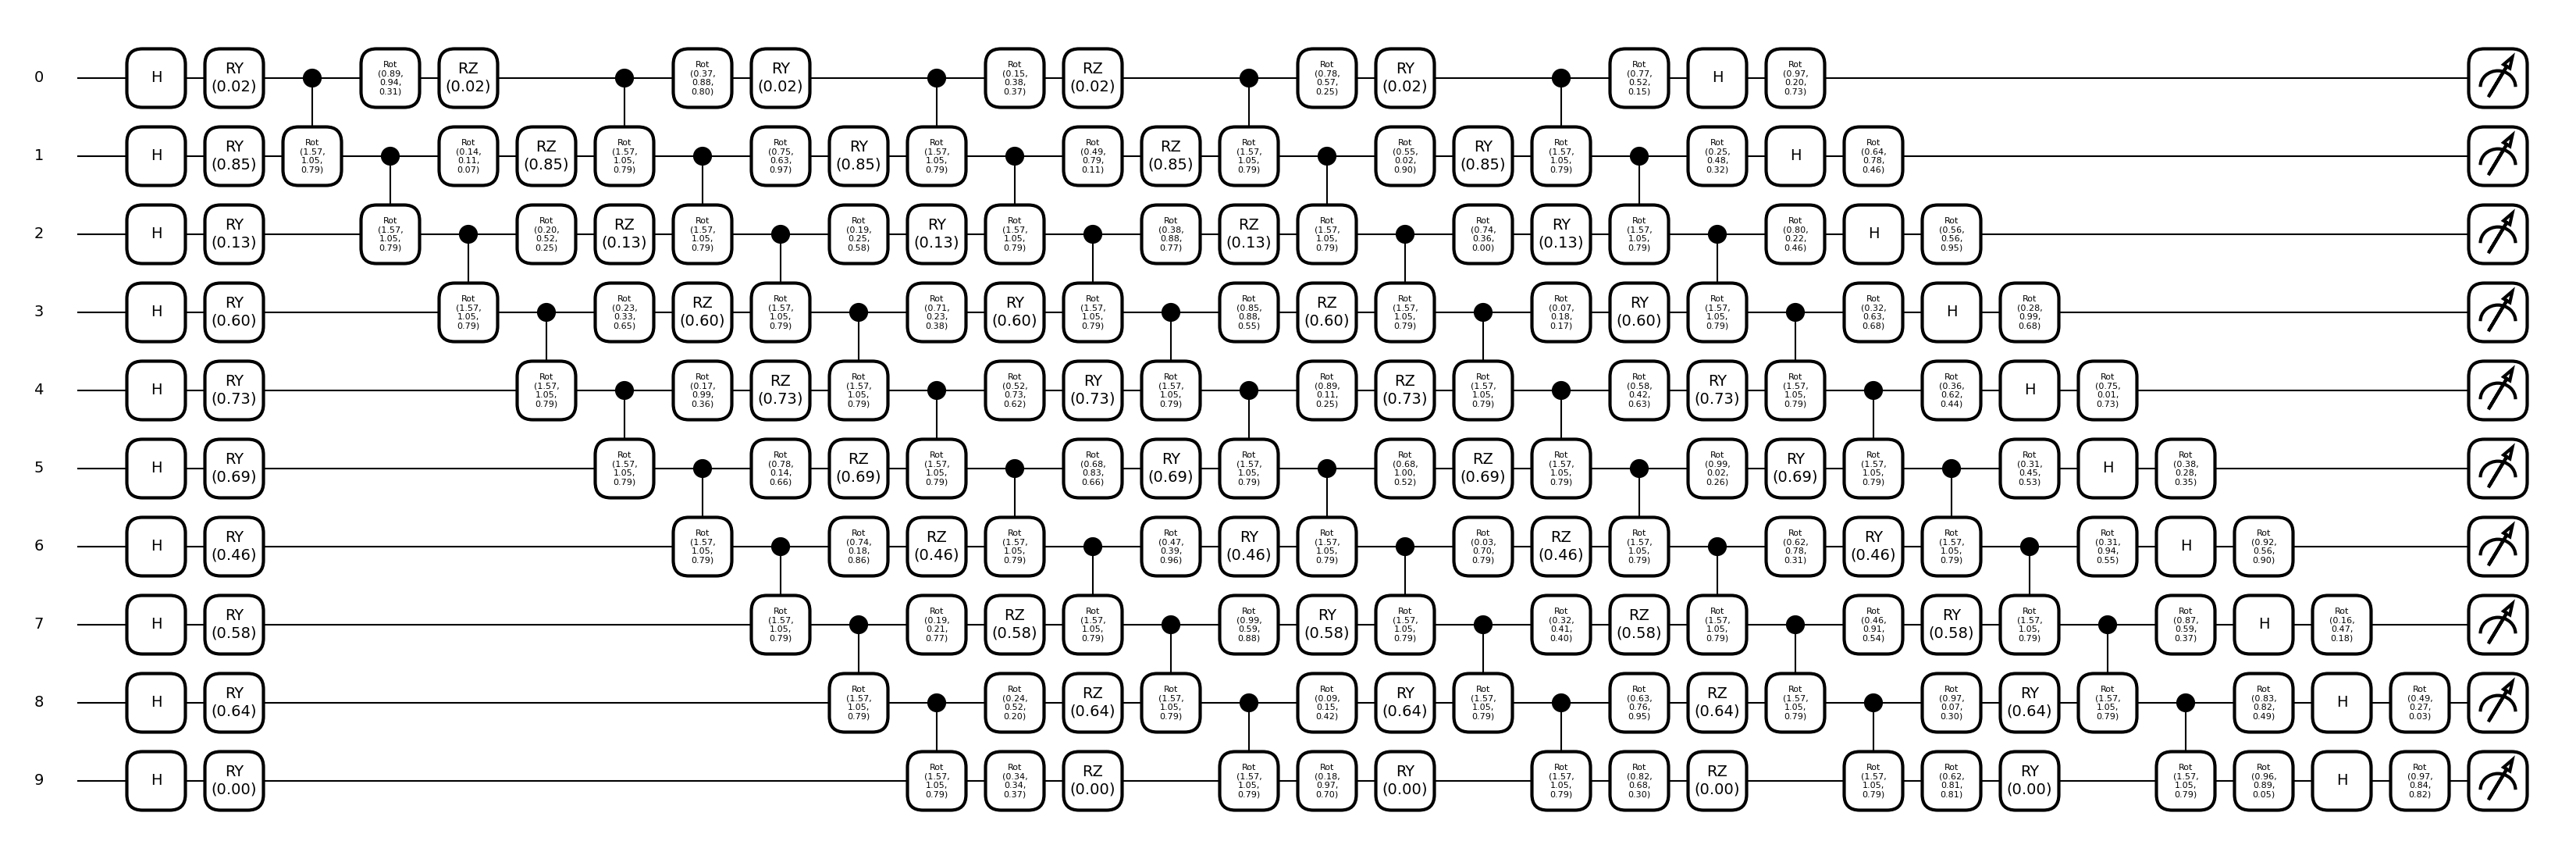 0 H RY (0.02) Rot (0.89, 0.94, 0.31) RZ (0.02) Rot (0.37, 0.88, 0.80) RY (0.02) Rot (0.15, 0.38, 0.37) RZ (0.02) Rot (0.78, 0.57, 0.25) RY (0.02) Rot (0.77, 0.52, 0.15) H Rot (0.97, 0.20, 0.73)
1 H RY (0.85) Rot (1.57, 1.05, 0.79) Rot (0.14, 0.11, 0.07) RZ (0.85) Rot (1.57, 1.05, 0.79) Rot (0.75, 0.63, 0.97) RY (0.85) Rot (1.57, 1.05, 0.79) Rot (0.49, 0.79, 0.11) RZ (0.85) Rot (1.57, 1.05, 0.79) Rot (0.55, 0.02, 0.90) RY (0.85) Rot (1.57, 1.05, 0.79) Rot (0.25, 0.48, 0.32) H Rot (0.64, 0.78, 0.46)
2 H RY (0.13) Rot (1.57, 1.05, 0.79) Rot (0.20, 0.52, 0.25) RZ (0.13) Rot (1.57, 1.05, 0.79) Rot (0.19, 0.25, 0.58) RY (0.13) Rot (1.57, 1.05, 0.79) Rot (0.38, 0.88, 0.77) RZ (0.13) Rot (1.57, 1.05, 0.79) Rot (0.74, 0.36, 0.00) RY (0.13) Rot (1.57, 1.05, 0.79) Rot (0.80, 0.22, 0.46) H Rot (0.56, 0.56, 0.95)
3 H RY (0.60) Rot (1.57, 1.05, 0.79) Rot (0.23, 0.33, 0.65) RZ (0.60) Rot (1.57, 1.05, 0.79) Rot (0.71, 0.23, 0.38) RY (0.60) Rot (1.57, 1.05, 0.79) Rot (0.85, 0.88, 0.55) RZ (0.60) Rot (1.57, 1.05, 0.79) Rot (0.07, 0.18, 0.17) RY (0.60) Rot (1.57, 1.05, 0.79) Rot (0.32, 0.63, 0.68) H Rot (0.28, 0.99, 0.68)
4 H RY (0.73) Rot (1.57, 1.05, 0.79) Rot (0.17, 0.99, 0.36) RZ (0.73) Rot (1.57, 1.05, 0.79) Rot (0.52, 0.73, 0.62) RY (0.73) Rot (1.57, 1.05, 0.79) Rot (0.89, 0.11, 0.25) RZ (0.73) Rot (1.57, 1.05, 0.79) Rot (0.58, 0.42, 0.63) RY (0.73) Rot (1.57, 1.05, 0.79) Rot (0.36, 0.62, 0.44) H Rot (0.75, 0.01, 0.73)
5 H RY (0.69) Rot (1.57, 1.05, 0.79) Rot (0.78, 0.14, 0.66) RZ (0.69) Rot (1.57, 1.05, 0.79) Rot (0.68, 0.83, 0.66) RY (0.69) Rot (1.57, 1.05, 0.79) Rot (0.68, 1.00, 0.52) RZ (0.69) Rot (1.57, 1.05, 0.79) Rot (0.99, 0.02, 0.26) RY (0.69) Rot (1.57, 1.05, 0.79) Rot (0.31, 0.45, 0.53) H Rot (0.38, 0.28, 0.35)
6 H RY (0.46) Rot (1.57, 1.05, 0.79) Rot (0.74, 0.18, 0.86) RZ (0.46) Rot (1.57, 1.05, 0.79) Rot (0.47, 0.39, 0.96) RY (0.46) Rot (1.57, 1.05, 0.79) Rot (0.03, 0.70, 0.79) RZ (0.46) Rot (1.57, 1.05, 0.79) Rot (0.62, 0.78, 0.31) RY (0.46) Rot (1.57, 1.05, 0.79) Rot (0.31, 0.94, 0.55) H Rot (0.92, 0.56, 0.90)
7 H RY (0.58) Rot (1.57, 1.05, 0.79) Rot (0.19, 0.21, 0.77) RZ (0.58) Rot (1.57, 1.05, 0.79) Rot (0.99, 0.59, 0.88) RY (0.58) Rot (1.57, 1.05, 0.79) Rot (0.32, 0.41, 0.40) RZ (0.58) Rot (1.57, 1.05, 0.79) Rot (0.46, 0.91, 0.54) RY (0.58) Rot (1.57, 1.05, 0.79) Rot (0.87, 0.59, 0.37) H Rot (0.16, 0.47, 0.18)
8 H RY (0.64) Rot (1.57, 1.05, 0.79) Rot (0.24, 0.52, 0.20) RZ (0.64) Rot (1.57, 1.05, 0.79) Rot (0.09, 0.15, 0.42) RY (0.64) Rot (1.57, 1.05, 0.79) Rot (0.63, 0.76, 0.95) RZ (0.64) Rot (1.57, 1.05, 0.79) Rot (0.97, 0.07, 0.30) RY (0.64) Rot (1.57, 1.05, 0.79) Rot (0.83, 0.82, 0.49) H Rot (0.49, 0.27, 0.03)
9 H RY (0.00) Rot (1.57, 1.05, 0.79) Rot (0.34, 0.34, 0.37) RZ (0.00) Rot (1.57, 1.05, 0.79) Rot (0.18, 0.97, 0.70) RY (0.00) Rot (1.57, 1.05, 0.79) Rot (0.82, 0.68, 0.30) RZ (0.00) Rot (1.57, 1.05, 0.79) Rot (0.62, 0.81, 0.81) RY (0.00) Rot (1.57, 1.05, 0.79) Rot (0.96, 0.89, 0.05) H Rot (0.97, 0.84, 0.82)